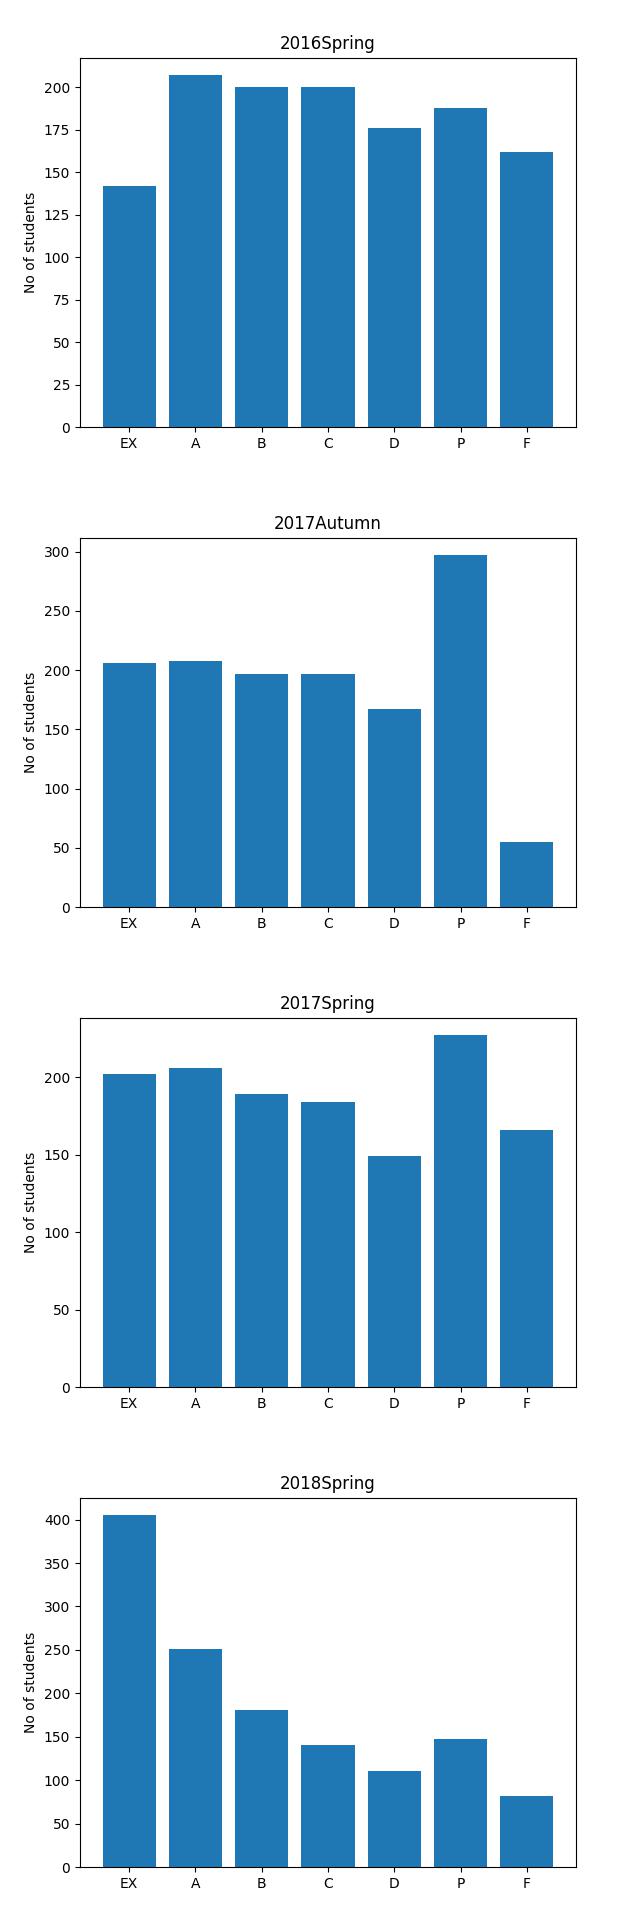 2016Spring
200
175
150
125
100
75
50
25
0
No of students
EX A B C D P F
2017Autumn
300
250
200
150
100
50
0
No of students
EX A B C D P F
2017Spring
200
150
100
50
0
No of students
EX A B C D P F
2018Spring
400
350
300
250
200
150
100
50
0
No of students
EX A B C D P F